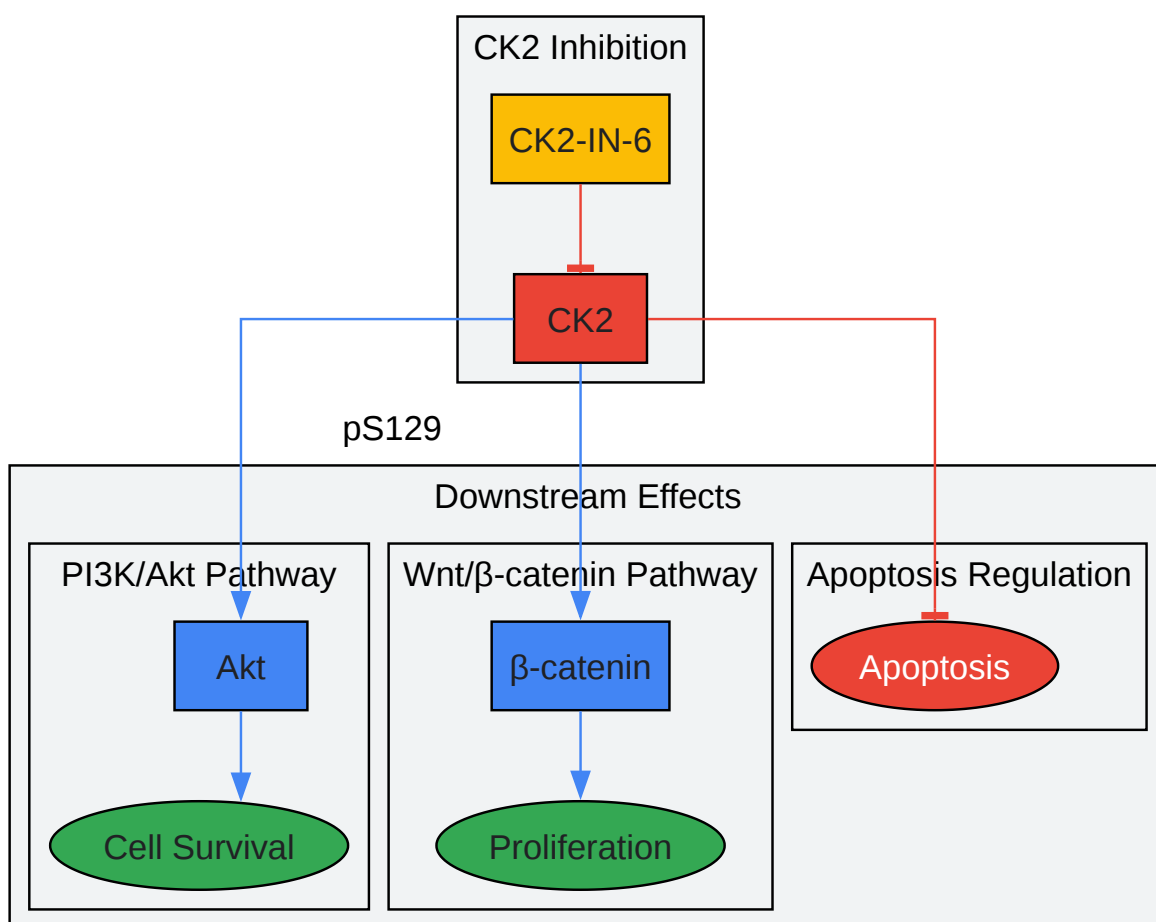 CK2 Inhibition
CK2-IN-6
CK2
pS129
Downstream Effects
PI3K/Akt Pathway
Wnt/β-catenin Pathway
Apoptosis Regulation
Akt
β-catenin
Apoptosis
Cell Survival
Proliferation